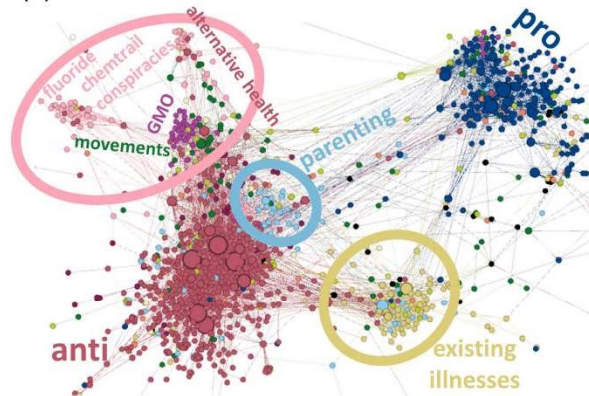 pro
alternative health
fluoride
chemtrail
conspiracies
GMO
movements
parenting
anti
existing
illnesses